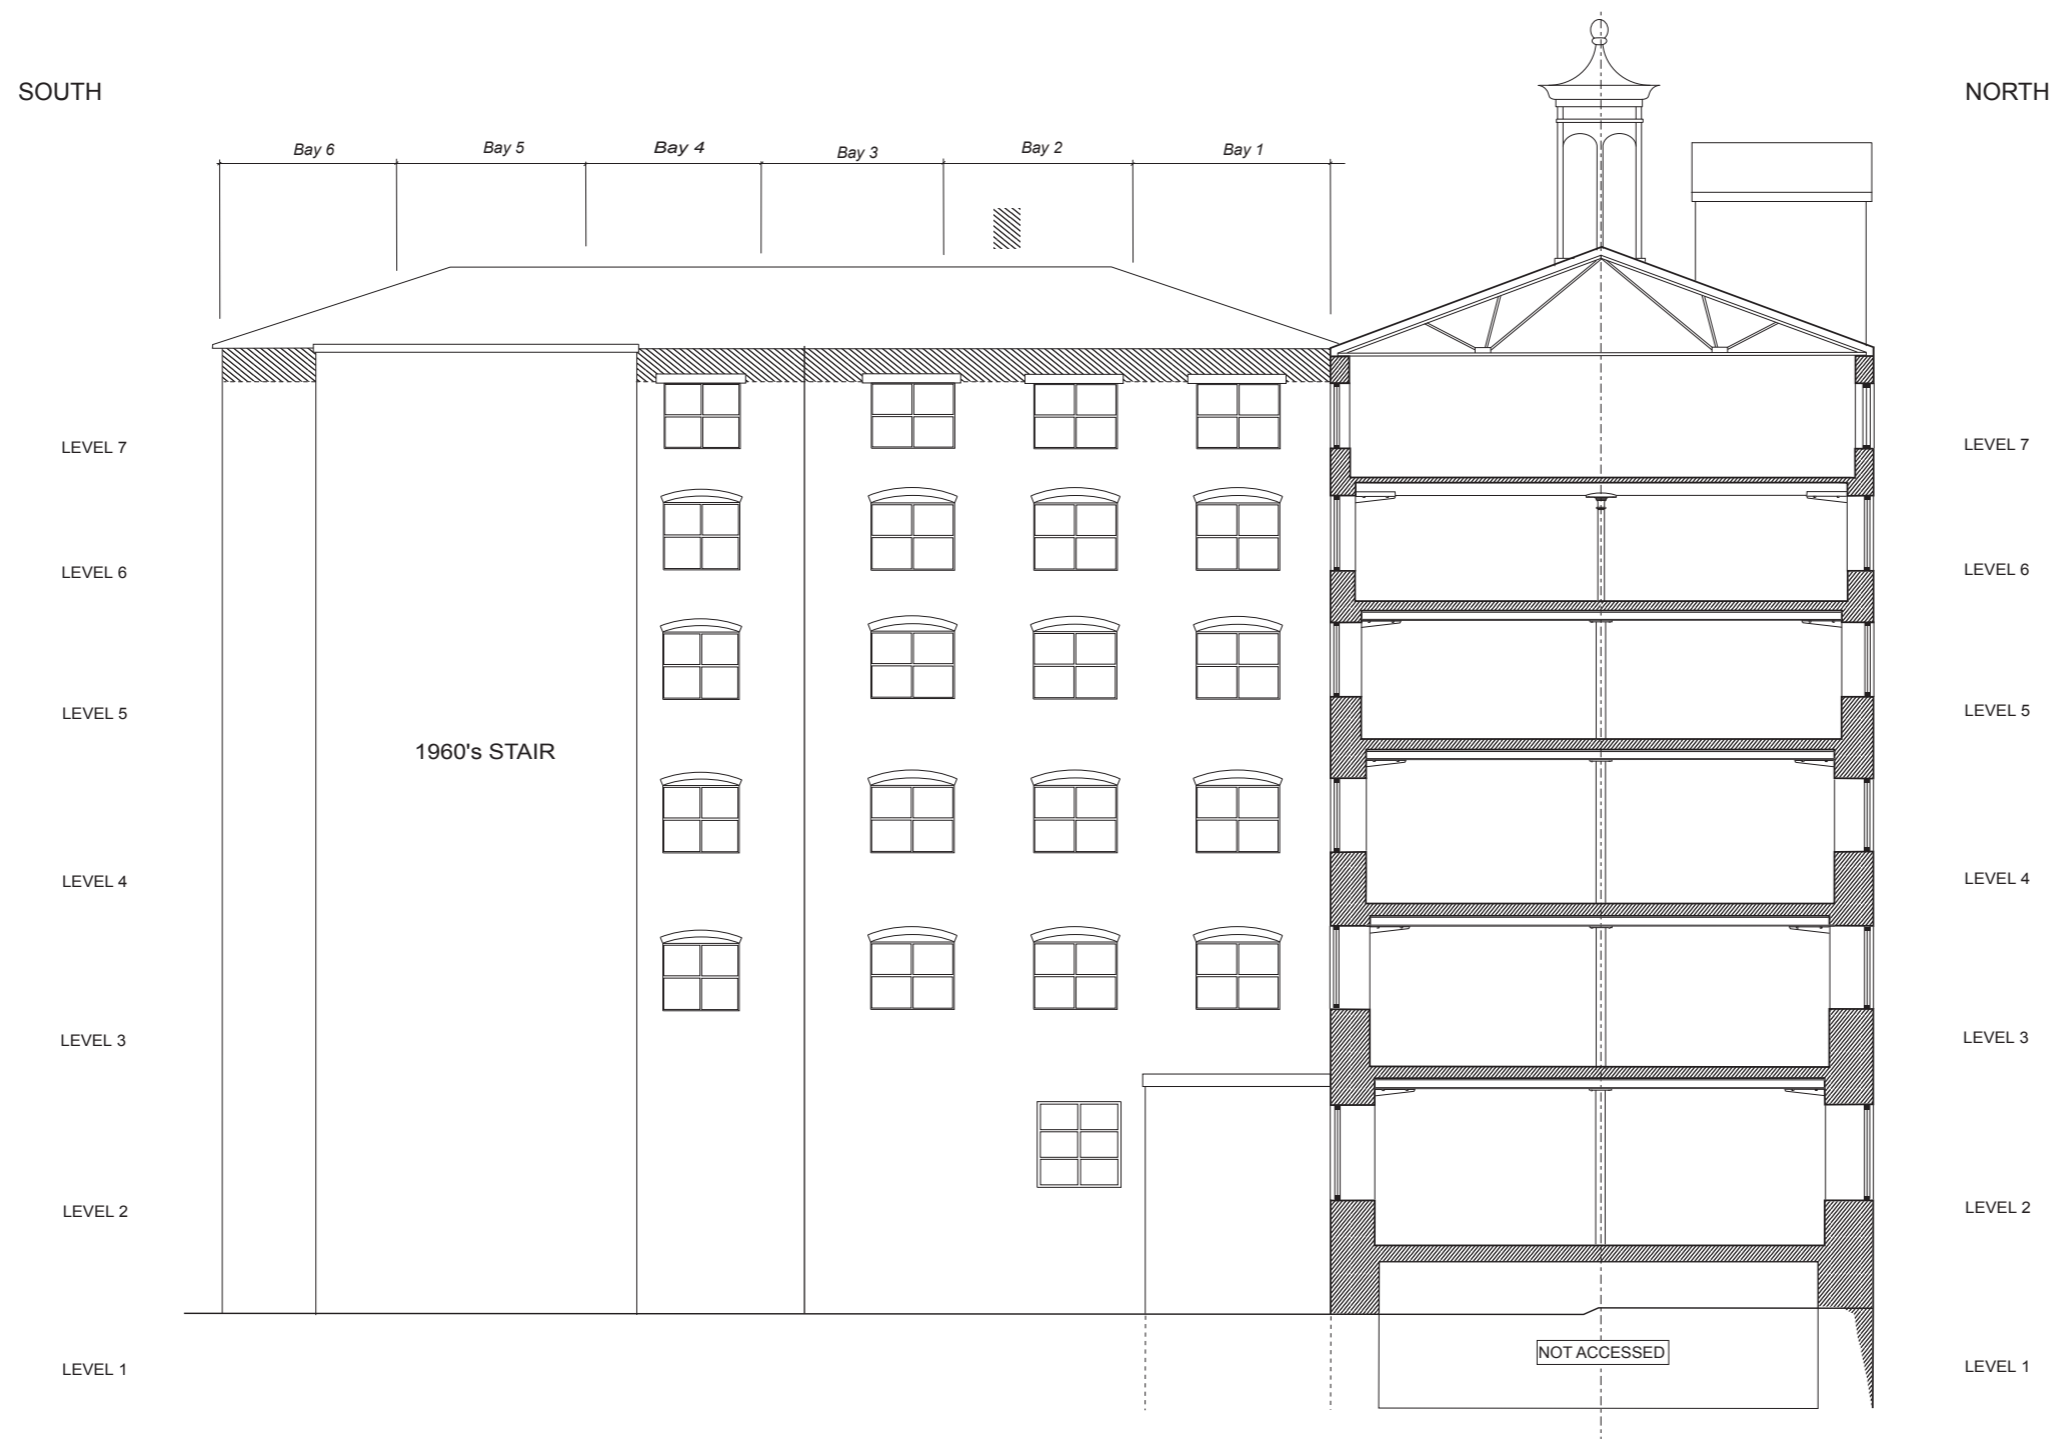 SOUTH
NORTH
Bay 6
Bay 5
Bay 4
Bay 3
Bay 2
Bay 1
LEVEL 7
LEVEL 7
LEVEL 6
LEVEL 6
LEVEL 5
LEVEL 5
1960's STAIR
LEVEL 4
LEVEL 4
LEVEL 3
LEVEL 3
LEVEL 2
LEVEL 2
NOT ACCESSED
LEVEL 1
LEVEL 1